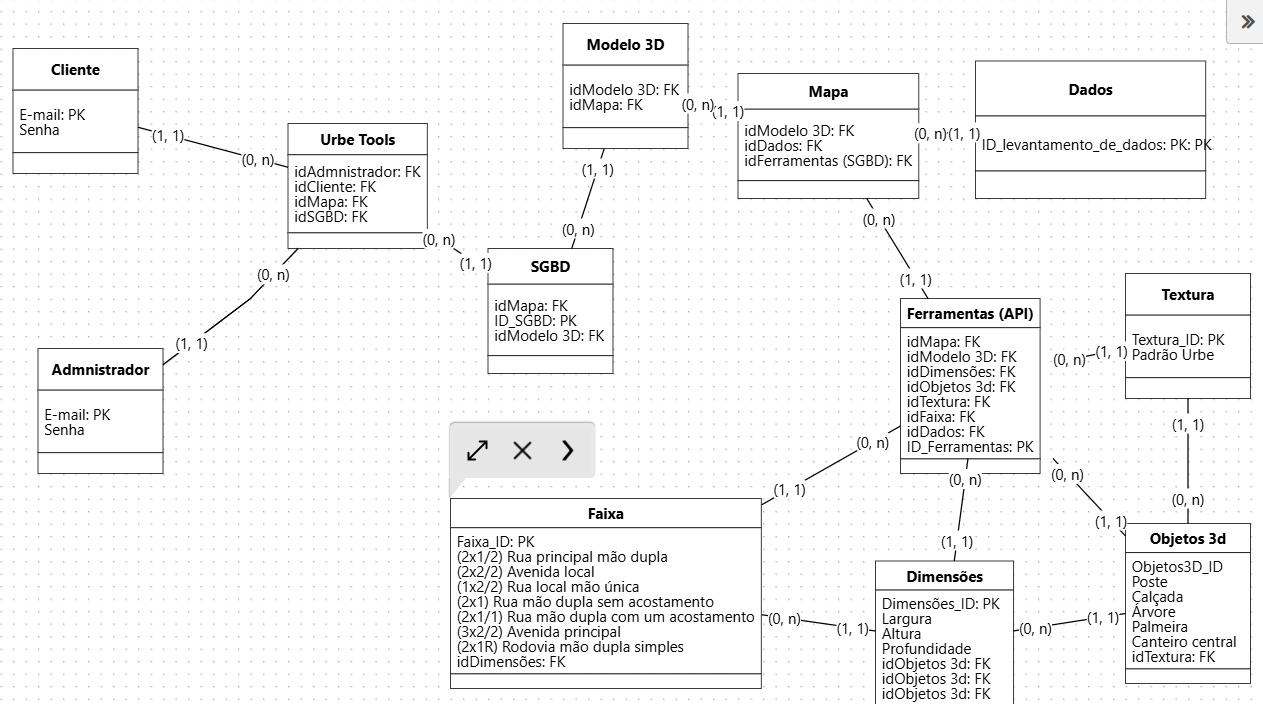 Cliente
E-mail: PK
Senha
(1, 1)
(0, n)
Urbe Tools
idAdmnistrador: FK
idCliente: FK
idMapa: FK
idSGBD: FK
(0, n)
(1, 1)
Admnistrador
E-mail: PK
Senha
(0, n)
(1, 1)
SGBD
idMapa: FK
ID_SGBD: PK
idModelo 3D: FK
(0, n)
(1, 1)
Modelo 3D
idModelo 3D: FK
idMapa: FK
(0, n)
(1, 1)
Mapa
idModelo 3D: FK
idDados: FK
idFerramentas (SGBD): FK
(0, n)
(1, 1)
Dados
ID_levantamento_de_dados: PK: PK
(0, n)
(1, 1)
Ferramentas (API)
idMapa: FK
idModelo 3D: FK
idDimensões: FK
idObjetos 3d: FK
idTextura: FK
idFaixa: FK
idDados: FK
ID_Ferramentas: PK
(0, n)
(1, 1)
Textura
Textura_ID: PK
Padrão Urbe
(1, 1)
(0, n)
(0, n)
(1, 1)
Objetos 3d
Objetos3D_ID
Poste
Calçada
Árvore
Palmeira
Canteiro central
idTextura: FK
(0, n)
(1, 1)
Faixa
Faixa_ID: PK
(2x1/2) Rua principal mão dupla
(2x2/2) Avenida local
(1x2/2) Rua local mão única
(2x1) Rua mão dupla sem acostamento
(2x1/1) Rua mão dupla com um acostamento
(3x2/2) Avenida principal
(2x1R) Rodovia mão dupla simples
idDimensões: FK
(0, n)
(1, 1)
(0, n)
(1, 1)
Dimensões
Dimensões_ID: PK
Largura
Altura
Profundidade
idObjetos 3d: FK
idObjetos 3d: FK
idObjetos 3d: FK
(0, n)
(1, 1)